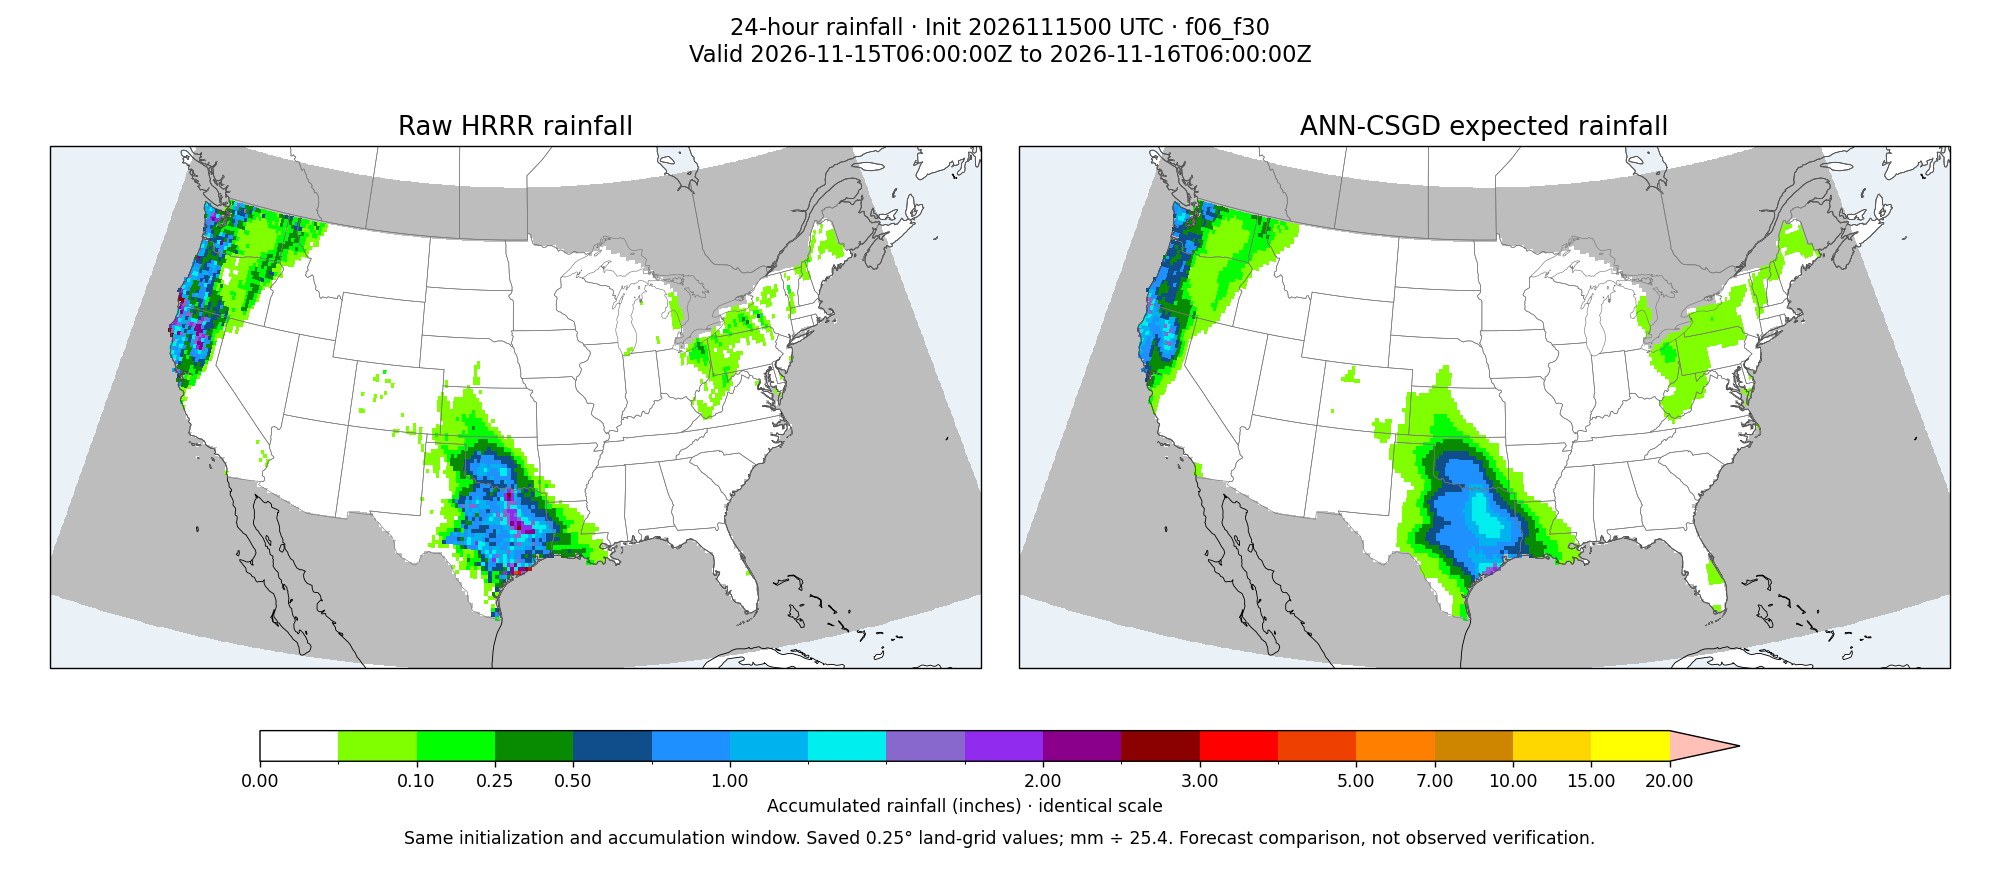 24-hour rainfall · Init 2026111500 UTC · f06_f30
Valid 2026-11-15T06:00:00Z to 2026-11-16T06:00:00Z
Raw HRRR rainfall
ANN-CSGD expected rainfall
0.00 0.10 0.25 0.50 1.00 2.00 3.00 5.00 7.00 10.00 15.00 20.00
Accumulated rainfall (inches) · identical scale
Same initialization and accumulation window. Saved 0.25° land-grid values; mm ÷ 25.4. Forecast comparison, not observed verification.